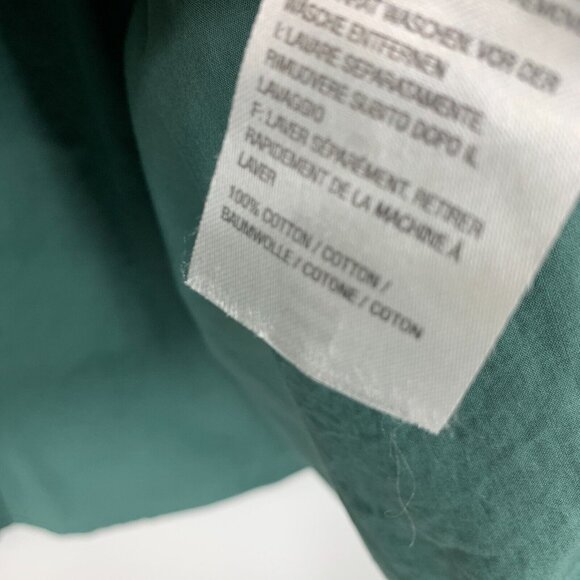 WASCHEN. VOR DER
WÄSCHE ENTFERNEN
I: LAVARE SEPARATAMENTE.
RIMUOVERE SUBITO DOPO IL
LAVAGGIO
F: LAVER SÉPARÉMENT. RETIRER
RAPIDEMENT DE LA MACHINE À
LAVER
100% COTTON / COTTON /
BAUMWOLLE / COTONE / COTON